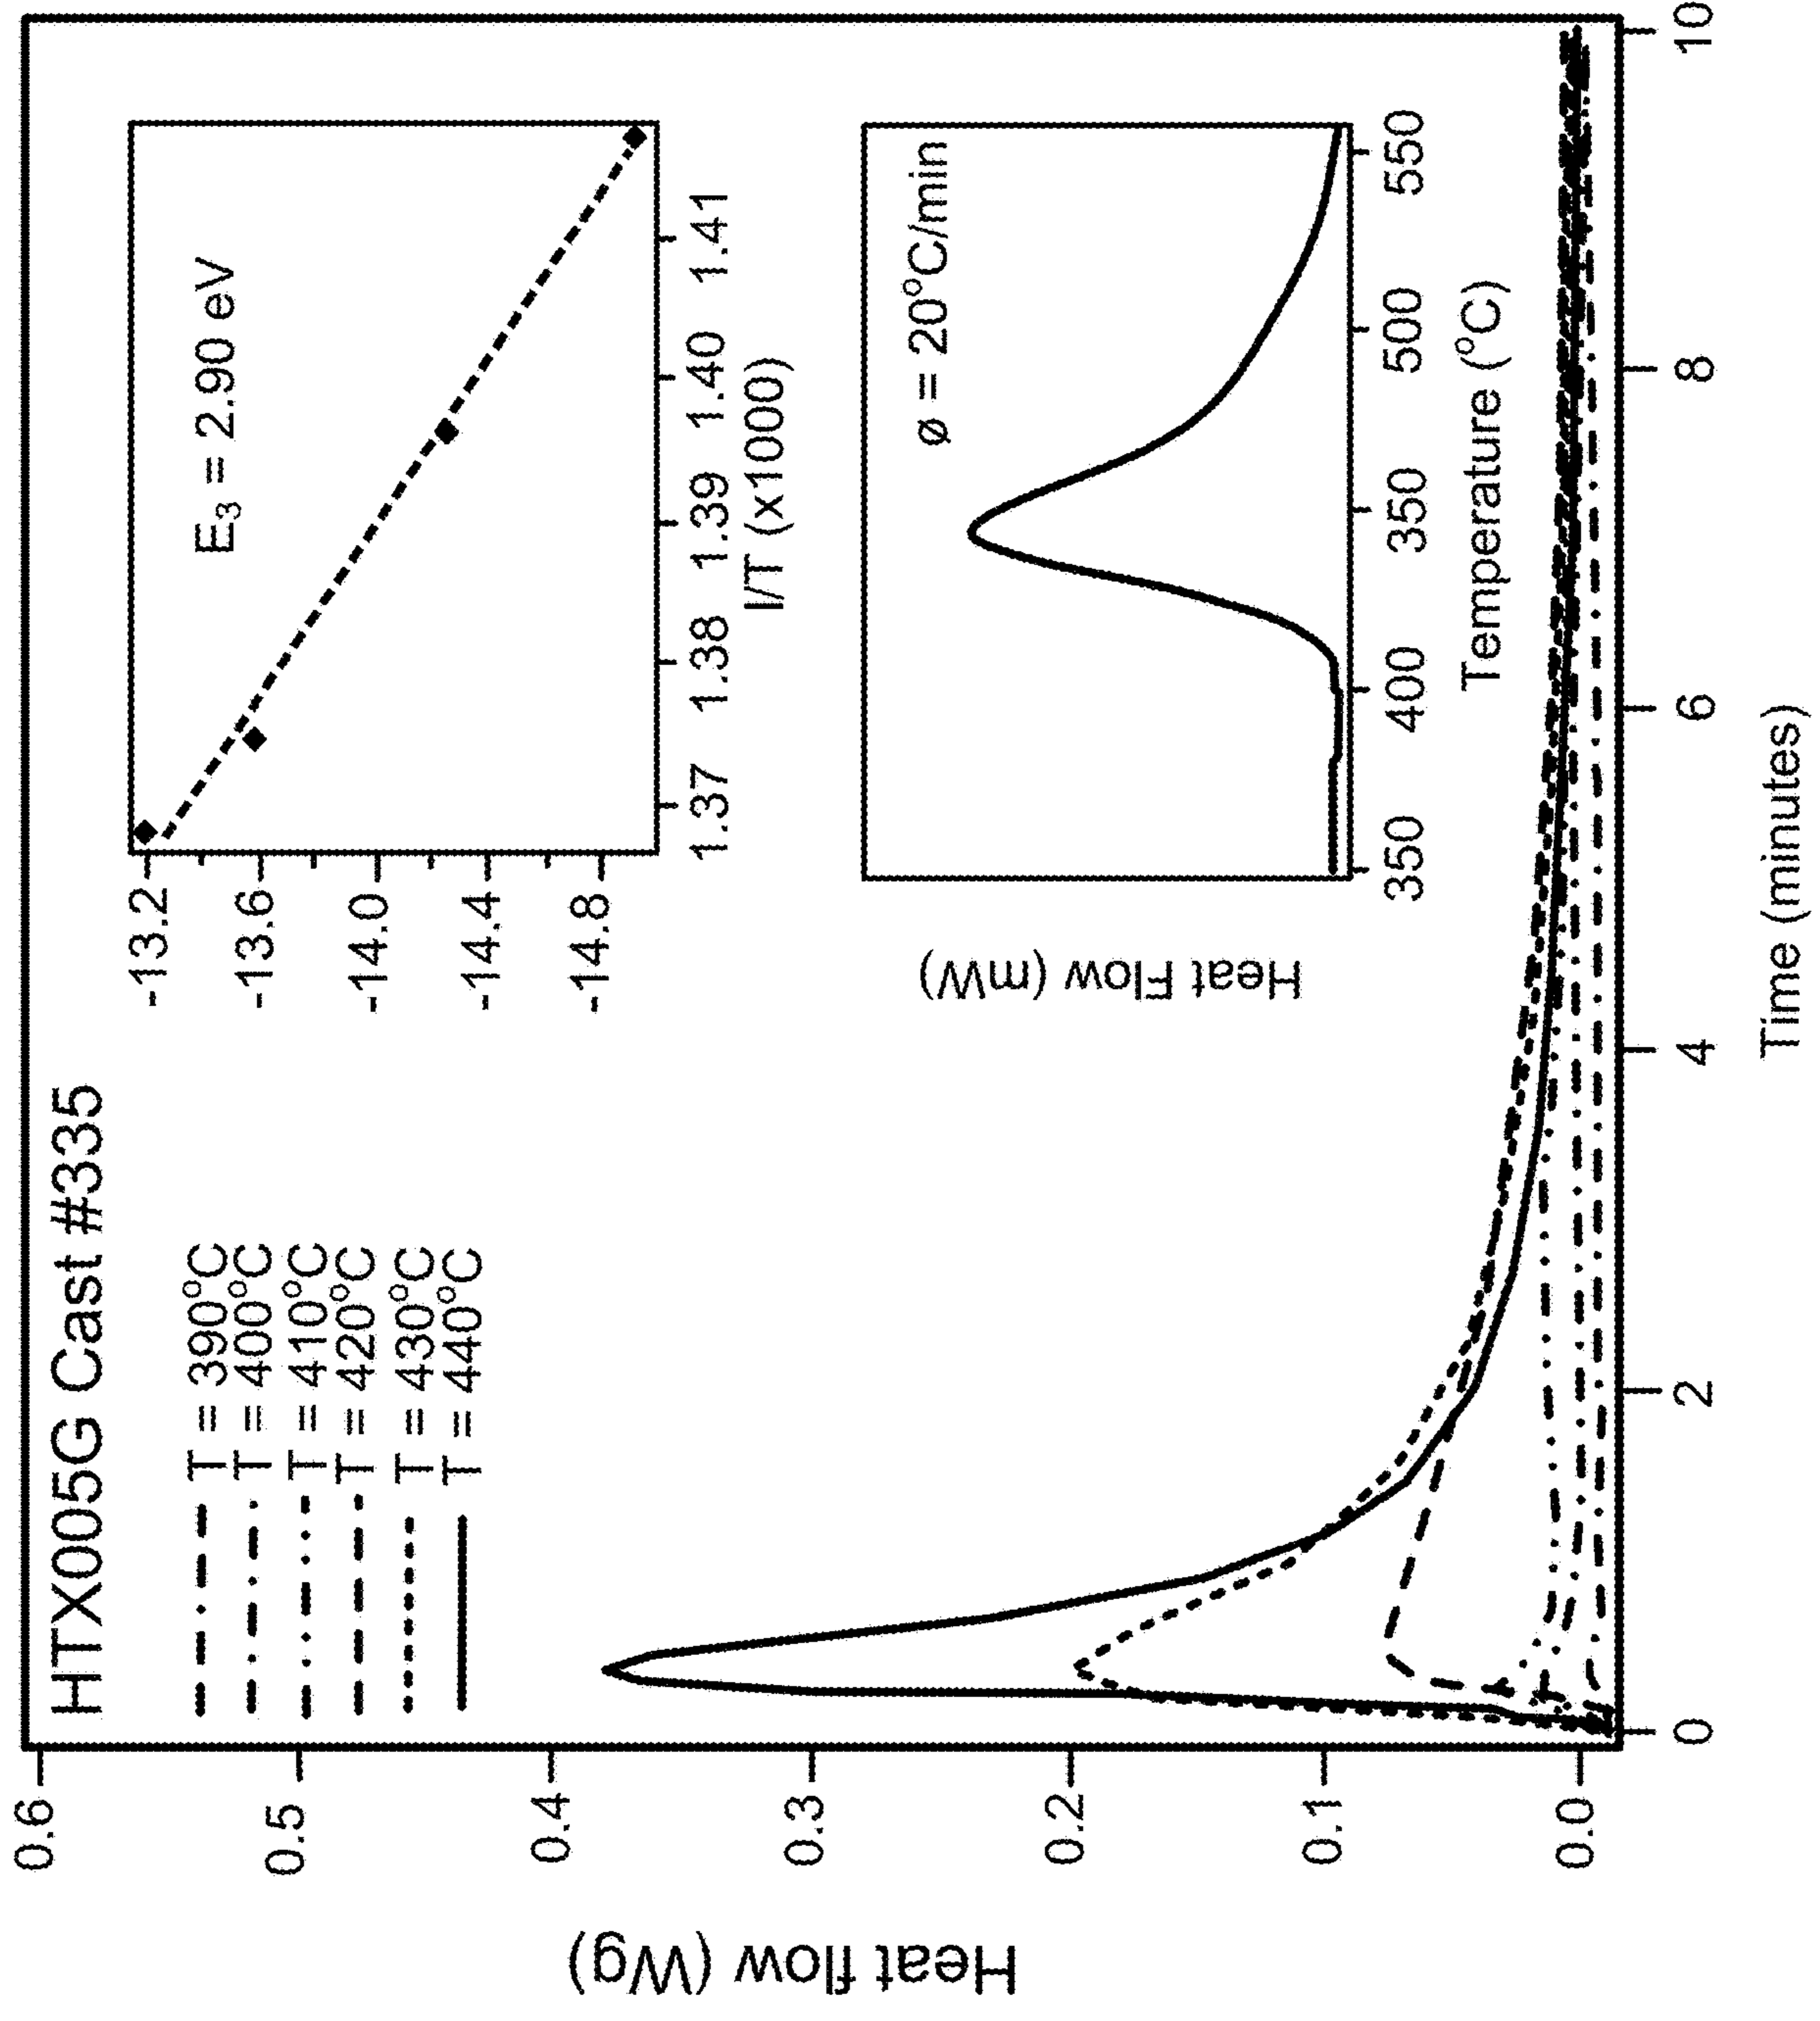 HTX005G Cast #335
T = 390°C
T = 400°C
T = 410°C
T = 420°C
T = 430°C
T = 440°C
Heat flow (Wg)
0.6
0.5
0.4
0.3
0.2
0.1
0.0
0 2 4 6 8 10
Time (minutes)
E₃ = 2.90 eV
-13.2
-13.6
-14.0
-14.4
-14.8
1.37 1.38 1.39 1.40 1.41
I/T (x1000)
ø = 20°C/min
Heat Flow (mW)
350 400 350 500 550
Temperature (°C)